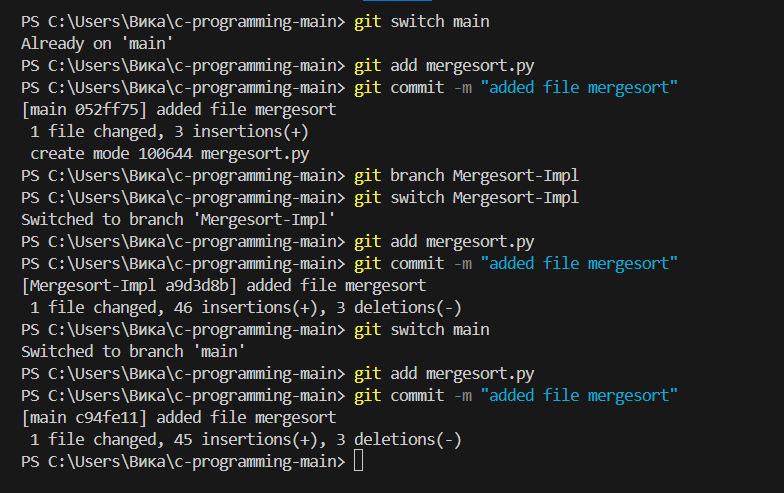 PS C:\Users\Вика\c-programming-main> git switch main
Already on 'main'
PS C:\Users\Вика\c-programming-main> git add mergesort.py
PS C:\Users\Вика\c-programming-main> git commit -m "added file mergesort"
[main 052ff75] added file mergesort
 1 file changed, 3 insertions(+)
 create mode 100644 mergesort.py
PS C:\Users\Вика\c-programming-main> git branch Mergesort-Impl
PS C:\Users\Вика\c-programming-main> git switch Mergesort-Impl
Switched to branch 'Mergesort-Impl'
PS C:\Users\Вика\c-programming-main> git add mergesort.py
PS C:\Users\Вика\c-programming-main> git commit -m "added file mergesort"
[Mergesort-Impl a9d3d8b] added file mergesort
 1 file changed, 46 insertions(+), 3 deletions(-)
PS C:\Users\Вика\c-programming-main> git switch main
Switched to branch 'main'
PS C:\Users\Вика\c-programming-main> git add mergesort.py
PS C:\Users\Вика\c-programming-main> git commit -m "added file mergesort"
[main c94fe11] added file mergesort
 1 file changed, 45 insertions(+), 3 deletions(-)
PS C:\Users\Вика\c-programming-main>